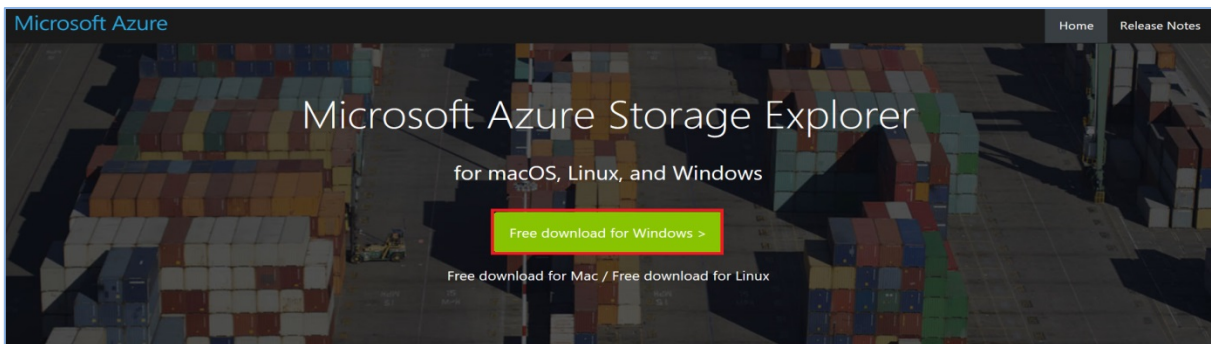 Microsoft Azure
Home
Release Notes
Microsoft Azure Storage Explorer
for macOS, Linux, and Windows
Free download for Windows >
Free download for Mac / Free download for Linux